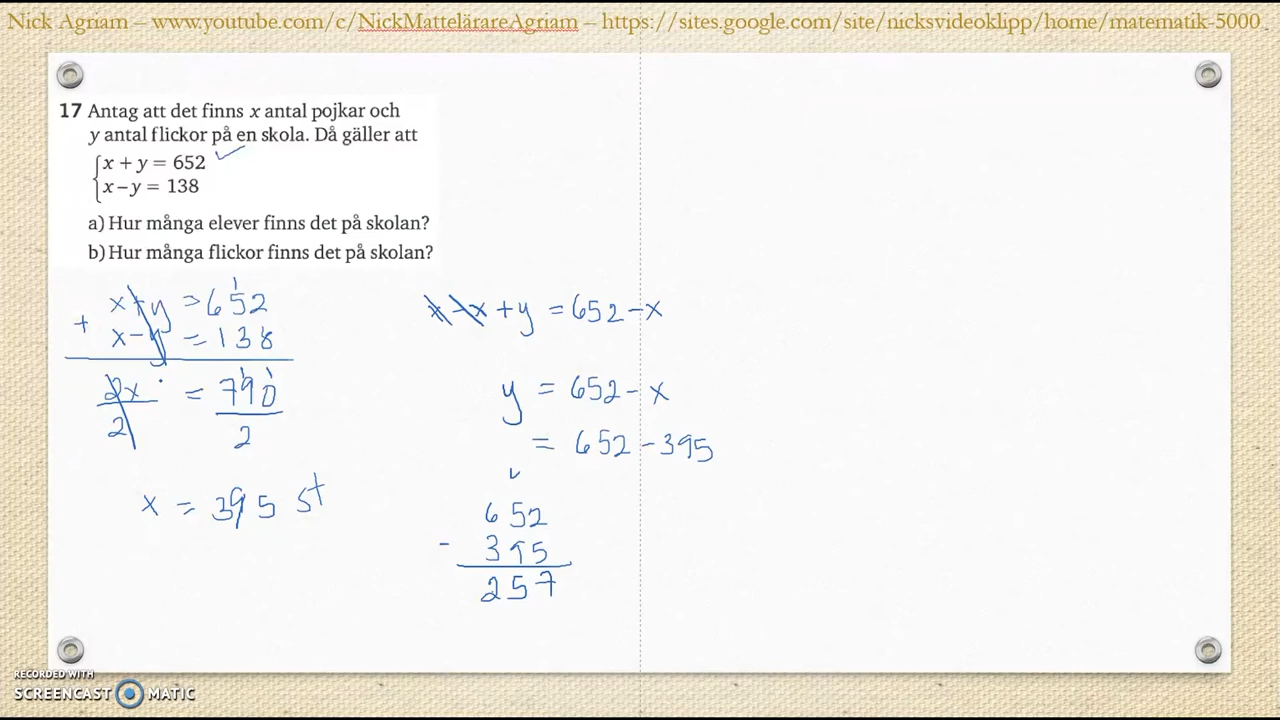 Nick Agriam – www.youtube.com/c/NickMattelärareAgriam – https://sites.google.com/site/nicksvideoklipp/home/matematik-5000
17 Antag att det finns x antal pojkar och
y antal flickor på en skola. Då gäller att
x + y = 652
x – y = 138
a) Hur många elever finns det på skolan?
b) Hur många flickor finns det på skolan?
1
x + y = 652
+ x - y = 138
2x = 790
2 2
x = 395 st
x - x + y = 652 - x
y = 652 - x
= 652 - 395
652
- 395
257
RECORDED WITH
SCREENCAST MATIC